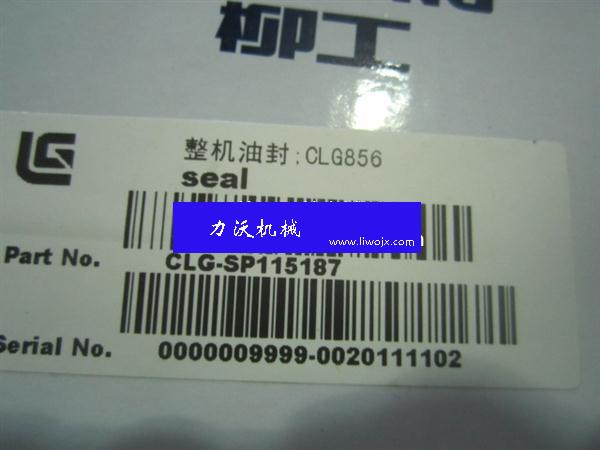 柳工
LG
整机油封:CLG856
seal
力沃机械
www.liwojx.com
Part No. CLG-SP115187
Serial No. 0000009999-0020111102